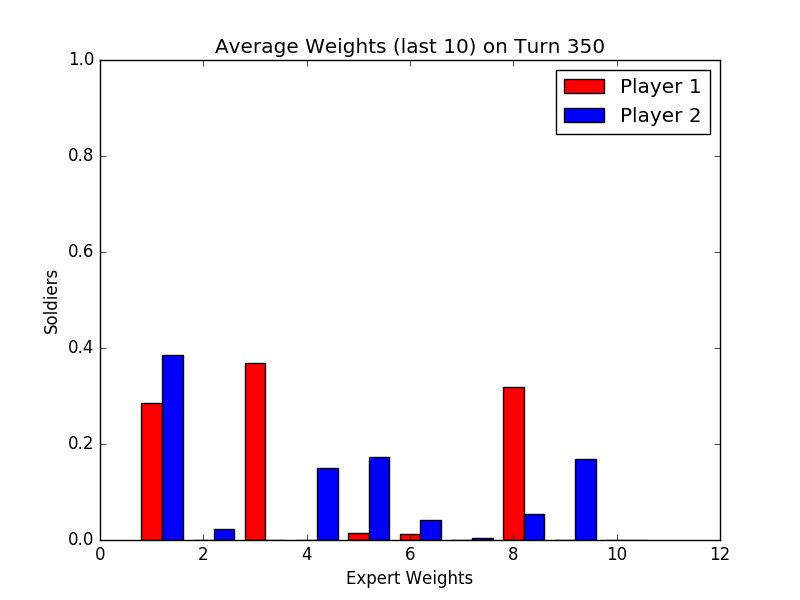 Average Weights (last 10) on Turn 350
Player 1
Player 2
1.0
0.8
0.6
0.4
0.2
0.0
Soldiers
0 2 4 6 8 10 12
Expert Weights